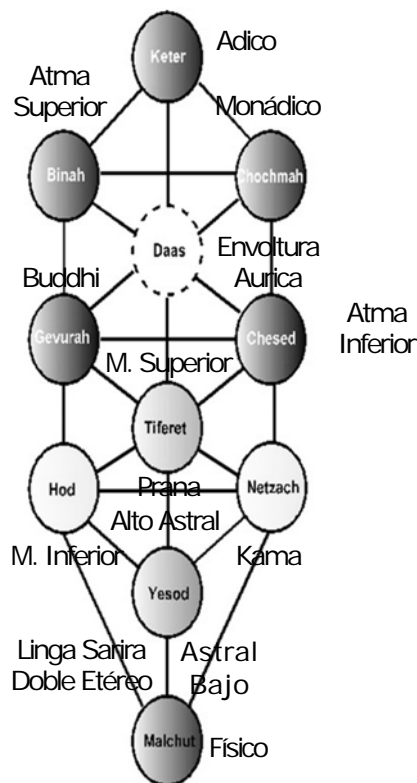 Keter
Adico
Atma
Superior
Monádico
Binah
Chochmah
Daas
Envoltura
Aurica
Buddhi
Gevurah
Chesed
Atma
Inferior
M. Superior
Tiferet
Hod
Prana
Netzach
Alto Astral
M. Inferior
Kama
Yesod
Linga Sarira
Doble Etéreo
Astral
Bajo
Malchut
Físico